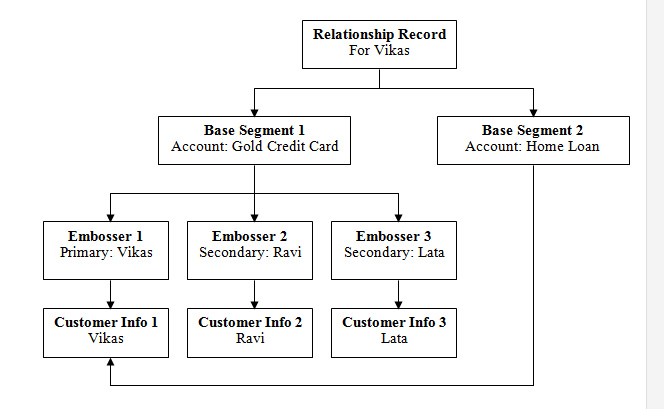 Relationship Record
For Vikas
Base Segment 1
Account: Gold Credit Card
Base Segment 2
Account: Home Loan
Embosser 1
Primary: Vikas
Embosser 2
Secondary: Ravi
Embosser 3
Secondary: Lata
Customer Info 1
Vikas
Customer Info 2
Ravi
Customer Info 3
Lata